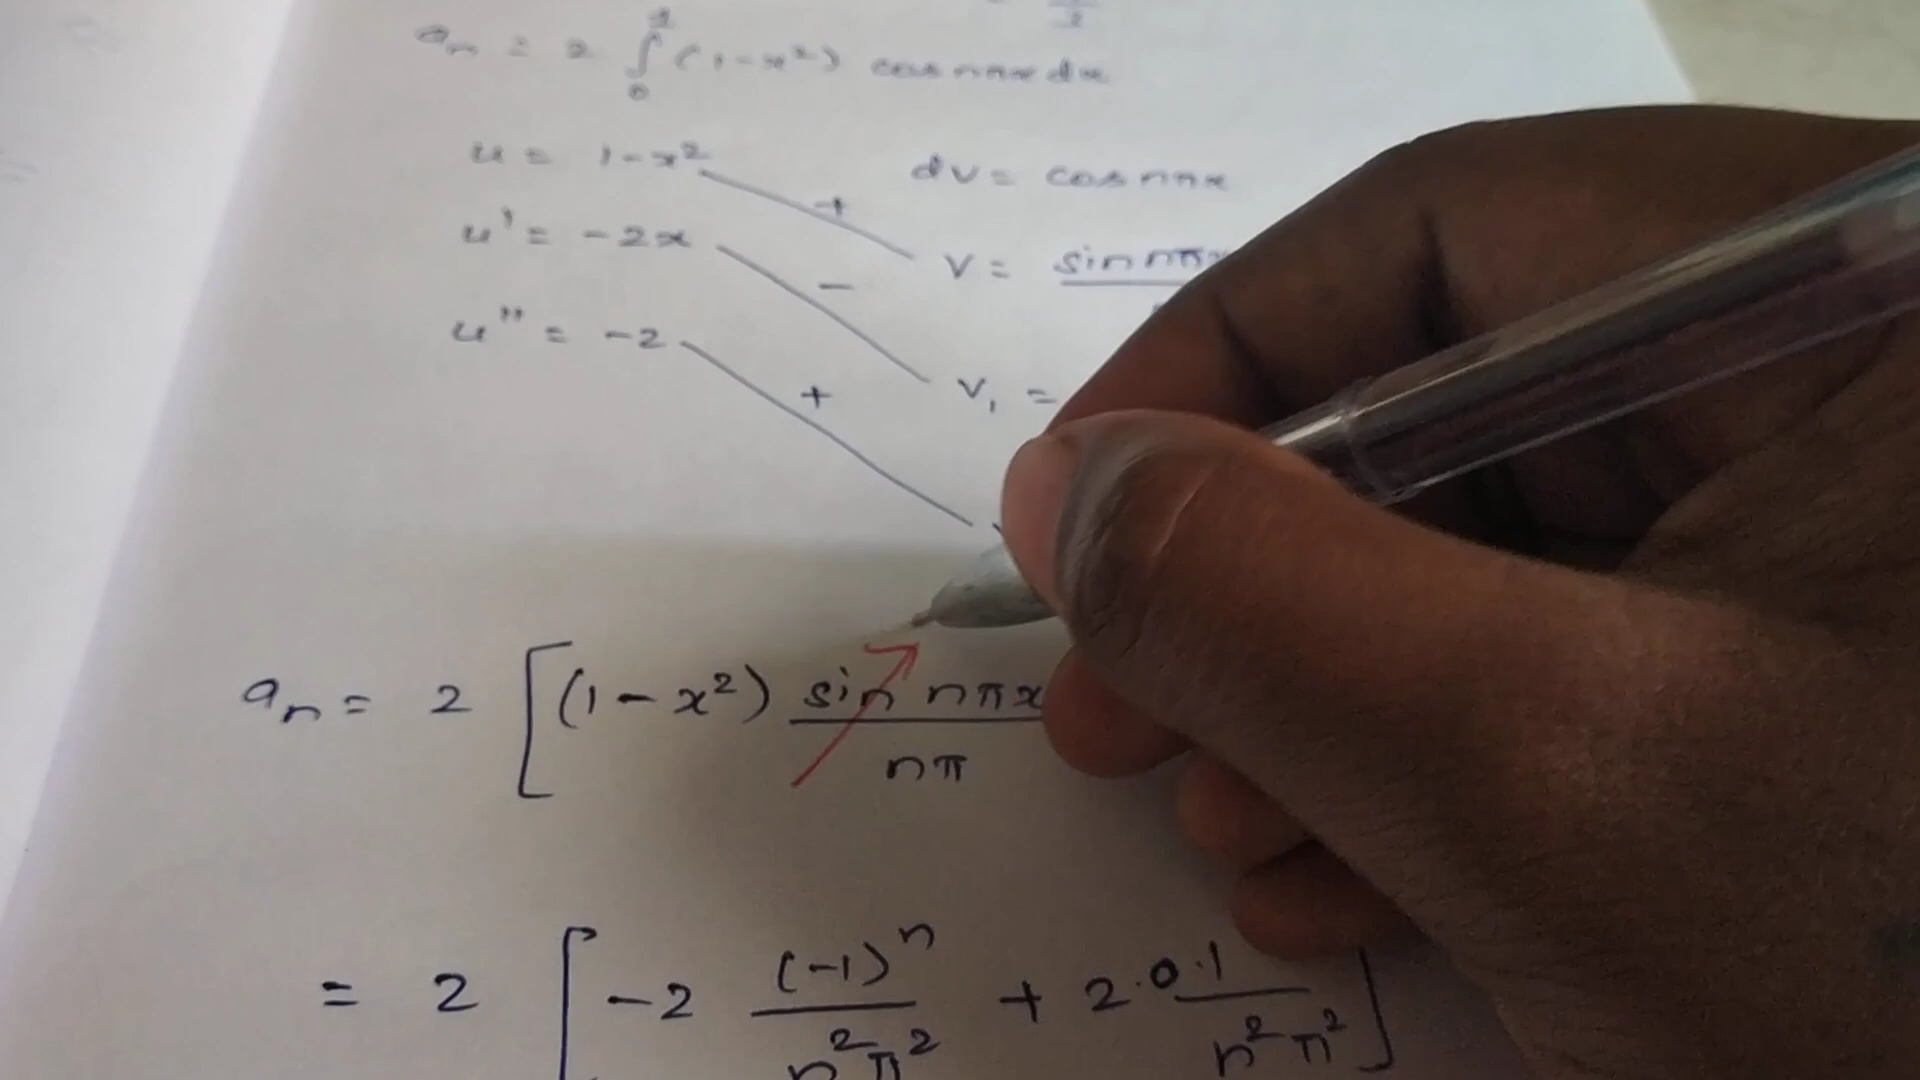 aₙ = 2 ∫₀¹ (1-x²) cos nπx dx
u = 1-x² + dv = cos nπx
u' = -2x - v = sin nπx
u'' = -2 + v₁ =
aₙ = 2 [ (1-x²) sin nπx / nπ
= 2 [ -2 (-1)ⁿ / n²π² + 2.0.1 / n²π² ]